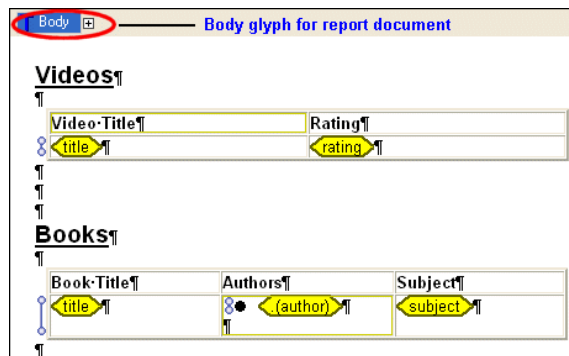 Body Body glyph for report document
Videos¶
¶
Video·Title¶ Rating¶
title¶ rating¶
¶
¶
¶
Books¶
¶
Book·Title¶ Authors¶ Subject¶
title¶ .(author)¶ subject¶
¶
¶